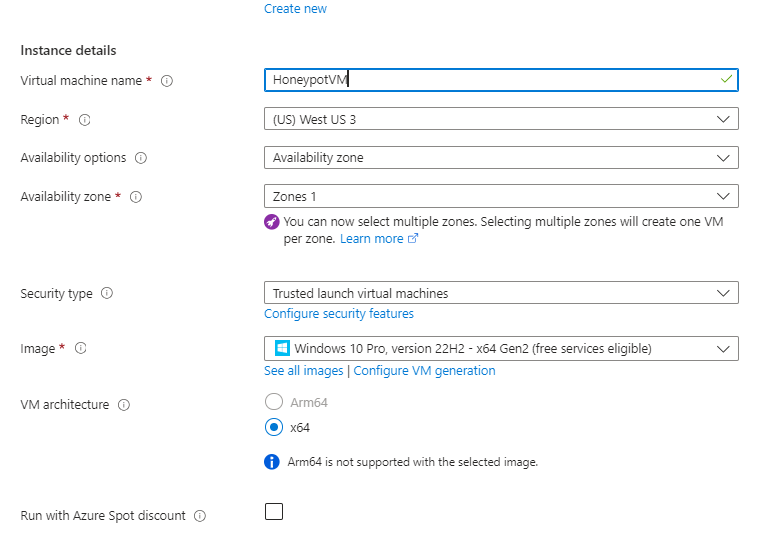 Create new
Instance details
Virtual machine name *
HoneypotVM
Region *
(US) West US 3
Availability options
Availability zone
Availability zone *
Zones 1
You can now select multiple zones. Selecting multiple zones will create one VM
per zone. Learn more
Security type
Trusted launch virtual machines
Configure security features
Image *
Windows 10 Pro, version 22H2 - x64 Gen2 (free services eligible)
See all images | Configure VM generation
VM architecture
Arm64
x64
Arm64 is not supported with the selected image.
Run with Azure Spot discount